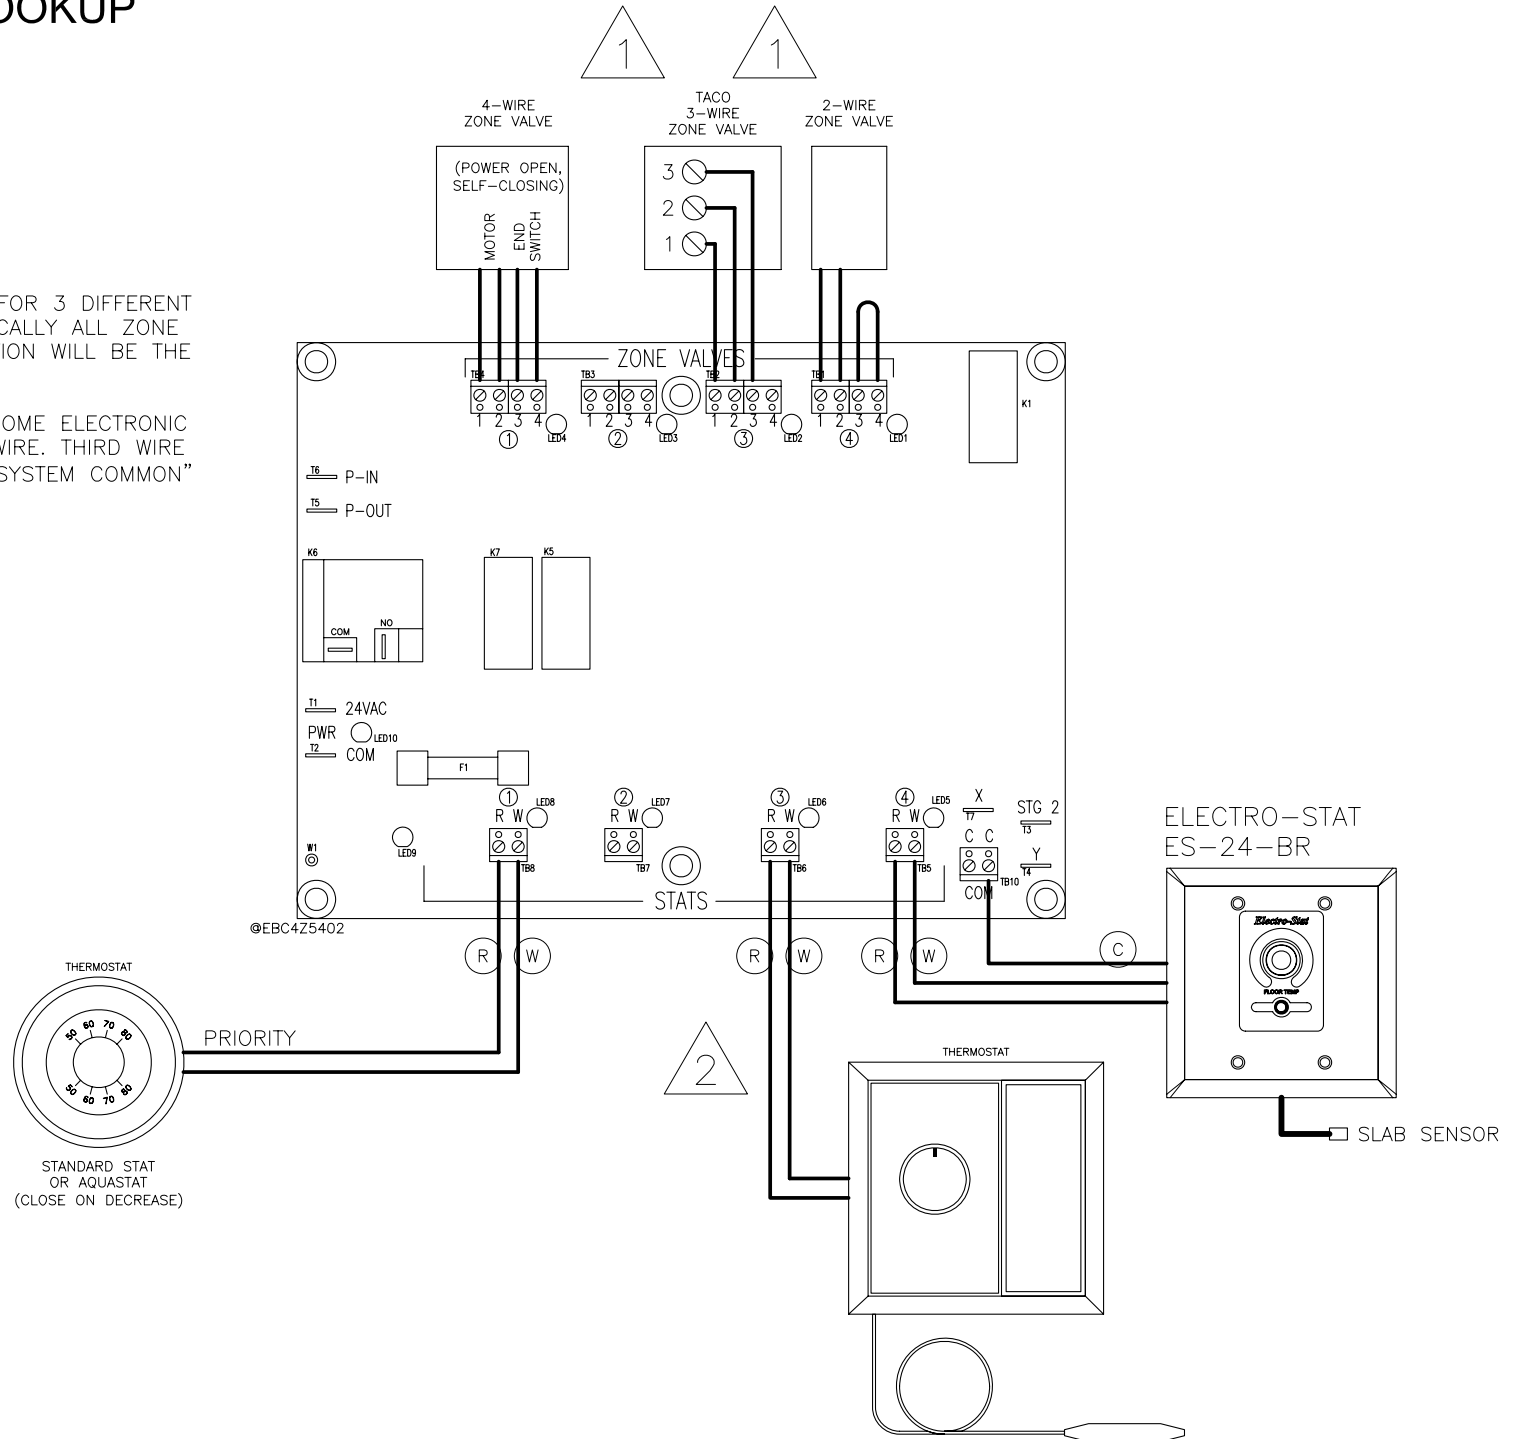 OOKUP
1
1
4-WIRE
ZONE VALVE
TACO
3-WIRE
ZONE VALVE
2-WIRE
ZONE VALVE
(POWER OPEN,
SELF-CLOSING)
MOTOR
END
SWITCH
3
2
1
FOR 3 DIFFERENT
CALLY ALL ZONE
TION WILL BE THE
OME ELECTRONIC
WIRE. THIRD WIRE
SYSTEM COMMON"
ZONE VALVES
TB4
TB3
TB2
TB1
K1
1 2 3 4
1 2 3 4
1 2 3 4
1 2 3 4
1
LED4
2
LED3
3
LED2
4
LED1
T6
P-IN
T5
P-OUT
K6
K7
K5
COM
NO
T1
24VAC
PWR
LED10
T2
COM
F1
1
LED8
2
LED7
3
LED6
4
LED5
X
T7
STG 2
T3
R W
R W
R W
R W
C C
Y
T4
LED9
W1
TB8
TB7
TB6
TB5
TB10
COM
STATS
@EBC4Z5402
ELECTRO-STAT
ES-24-BR
Electro-Stat
FLOOR TEMP
R
W
R
W
R
W
C
THERMOSTAT
50 60 70 80
50 60 70 80
PRIORITY
STANDARD STAT
OR AQUASTAT
(CLOSE ON DECREASE)
2
THERMOSTAT
SLAB SENSOR